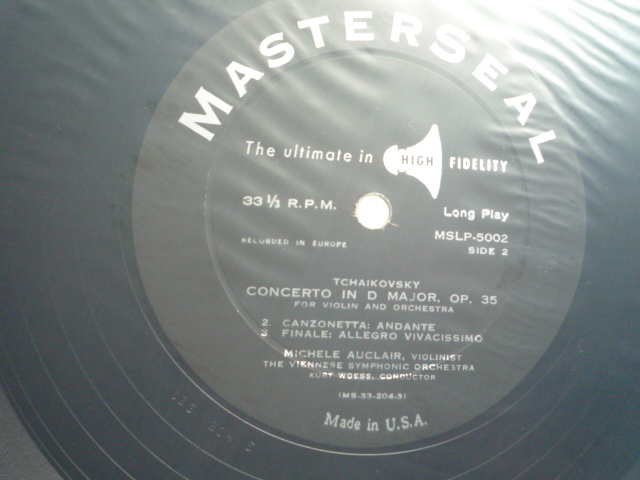 MASTERSEAL
The ultimate in HIGH FIDELITY
33 1/3 R.P.M.
Long Play
MSLP-5002
SIDE 2
RECORDED IN EUROPE
TCHAIKOVSKY
CONCERTO IN D MAJOR, OP. 35
FOR VIOLIN AND ORCHESTRA
2. CANZONETTA: ANDANTE
3 FINALE: ALLEGRO VIVACISSIMO
MICHELE AUCLAIR, VIOLINIST
THE VIENNESE SYMPHONIC ORCHESTRA
KURT WOESS, CONDUCTOR
(MS-33-204-3)
Made in U.S.A.